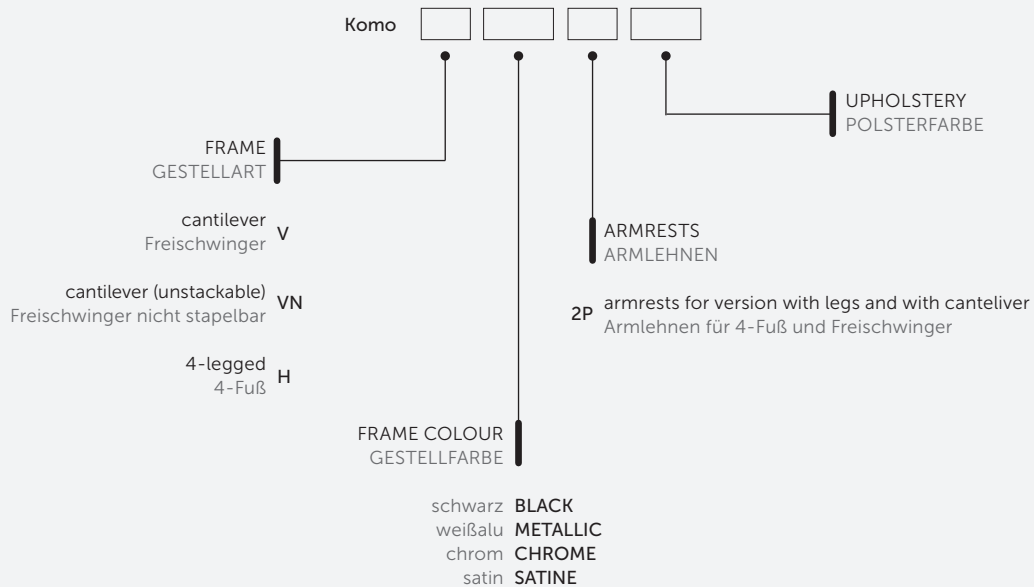 Komo
UPHOLSTERY
POLSTERFARBE
FRAME
GESTELLART
cantilever
Freischwinger
V
cantilever (unstackable)
Freischwinger nicht stapelbar
VN
4-legged
4-Fuß
H
ARMRESTS
ARMLEHNEN
2P
armrests for version with legs and with canteliver
Armlehnen für 4-Fuß und Freischwinger
FRAME COLOUR
GESTELLFARBE
schwarz BLACK
weißalu METALLIC
chrom CHROME
satin SATINE